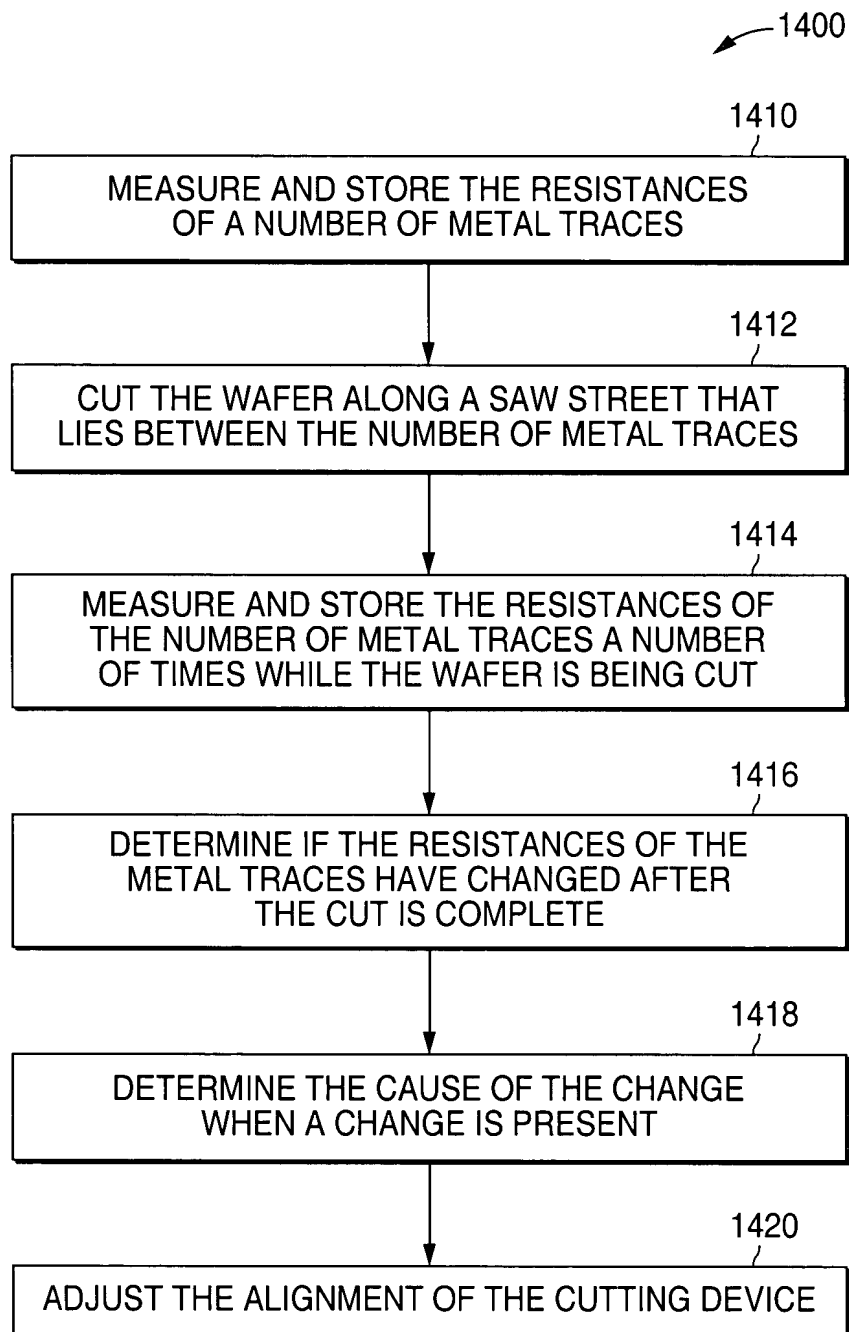 1400
1410
MEASURE AND STORE THE RESISTANCES
OF A NUMBER OF METAL TRACES
1412
CUT THE WAFER ALONG A SAW STREET THAT
LIES BETWEEN THE NUMBER OF METAL TRACES
1414
MEASURE AND STORE THE RESISTANCES OF
THE NUMBER OF METAL TRACES A NUMBER
OF TIMES WHILE THE WAFER IS BEING CUT
1416
DETERMINE IF THE RESISTANCES OF THE
METAL TRACES HAVE CHANGED AFTER
THE CUT IS COMPLETE
1418
DETERMINE THE CAUSE OF THE CHANGE
WHEN A CHANGE IS PRESENT
1420
ADJUST THE ALIGNMENT OF THE CUTTING DEVICE